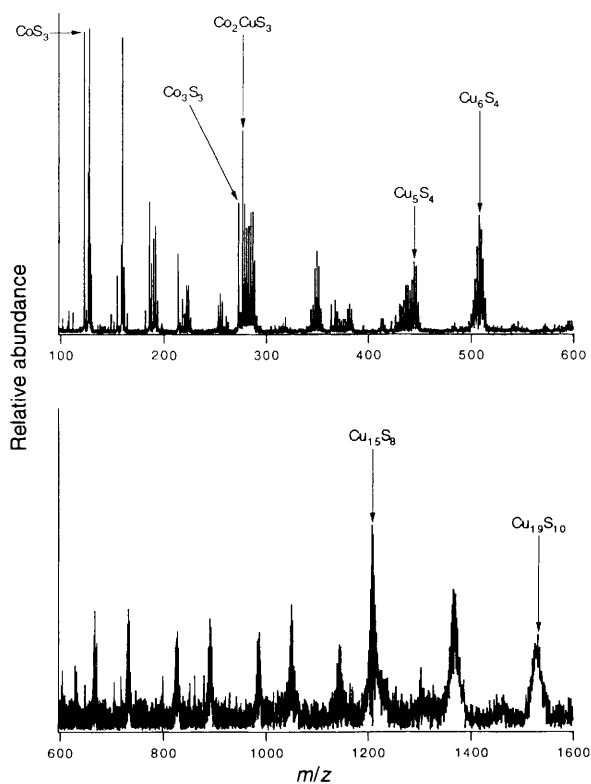 Co₂CuS₃
CoS₃
Co₃S₃
Cu₆S₄
Cu₅S₄
100 200 300 400 500 600
Relative abundance
Cu₁₅S₈
Cu₁₉S₁₀
600 800 1000 1200 1400 1600
m/z